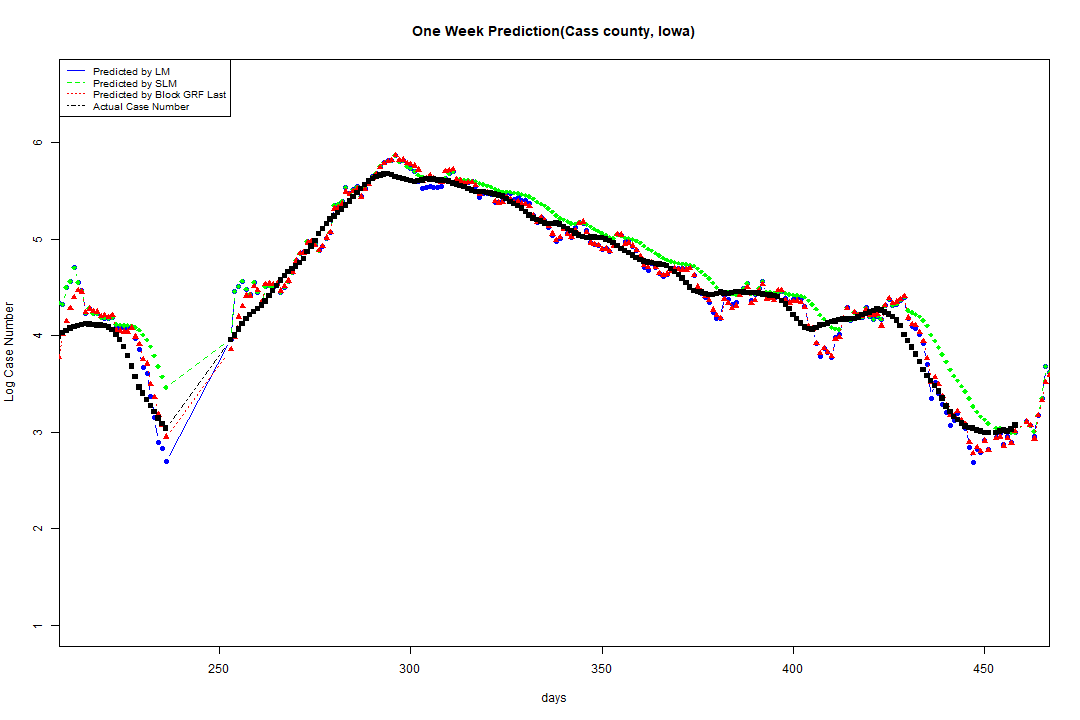 One Week Prediction(Cass county, Iowa)
Predicted by LM
Predicted by SLM
Predicted by Block GRF Last
Actual Case Number
6
5
4
3
2
1
Log Case Number
250 300 350 400 450
days